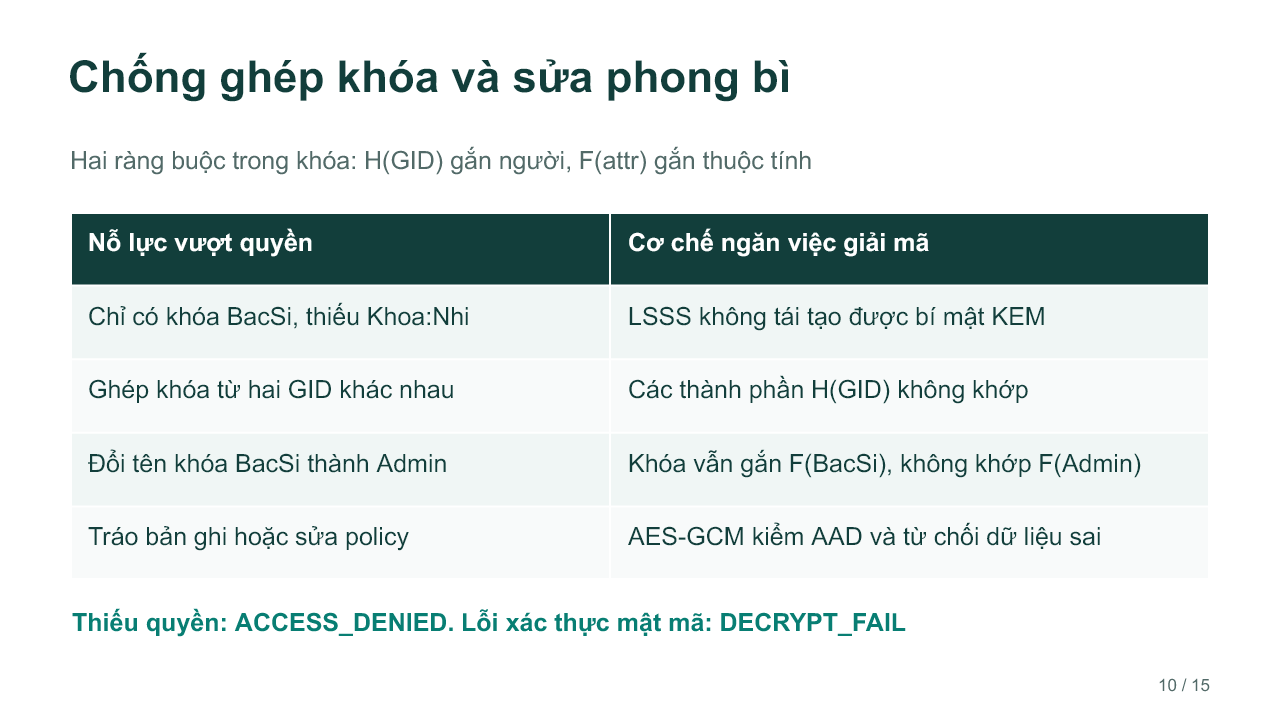 Chống ghép khóa và sửa phong bì
Hai ràng buộc trong khóa: H(GID) gắn người, F(attr) gắn thuộc tính
Nỗ lực vượt quyền
Cơ chế ngăn việc giải mã
Chỉ có khóa BacSi, thiếu Khoa:Nhi
LSSS không tái tạo được bí mật KEM
Ghép khóa từ hai GID khác nhau
Các thành phần H(GID) không khớp
Đổi tên khóa BacSi thành Admin
Khóa vẫn gắn F(BacSi), không khớp F(Admin)
Tráo bản ghi hoặc sửa policy
AES-GCM kiểm AAD và từ chối dữ liệu sai
Thiếu quyền: ACCESS_DENIED. Lỗi xác thực mật mã: DECRYPT_FAIL
10 / 15